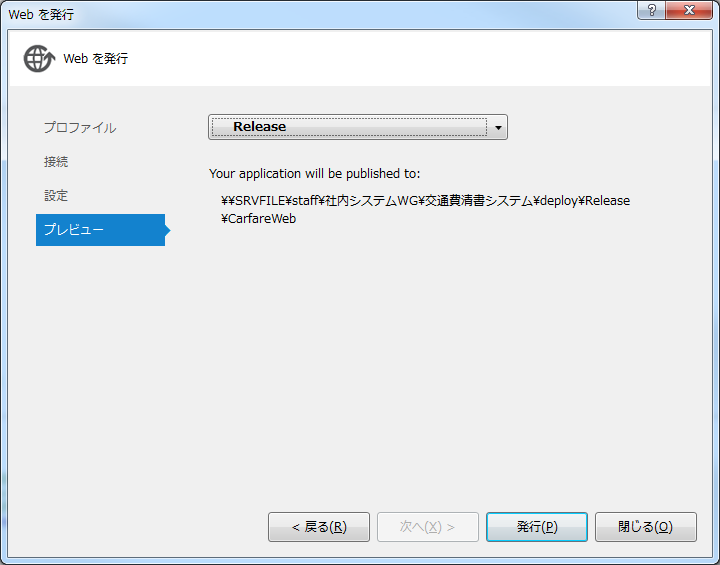 Web を発行
?
Web を発行
プロファイル
接続
設定
プレビュー
Release
Your application will be published to:
¥¥SRVFILE¥staff¥社内システムWG¥交通費清書システム¥deploy¥Release
¥CarfareWeb
< 戻る(R)
次へ(X) >
発行(P)
閉じる(O)